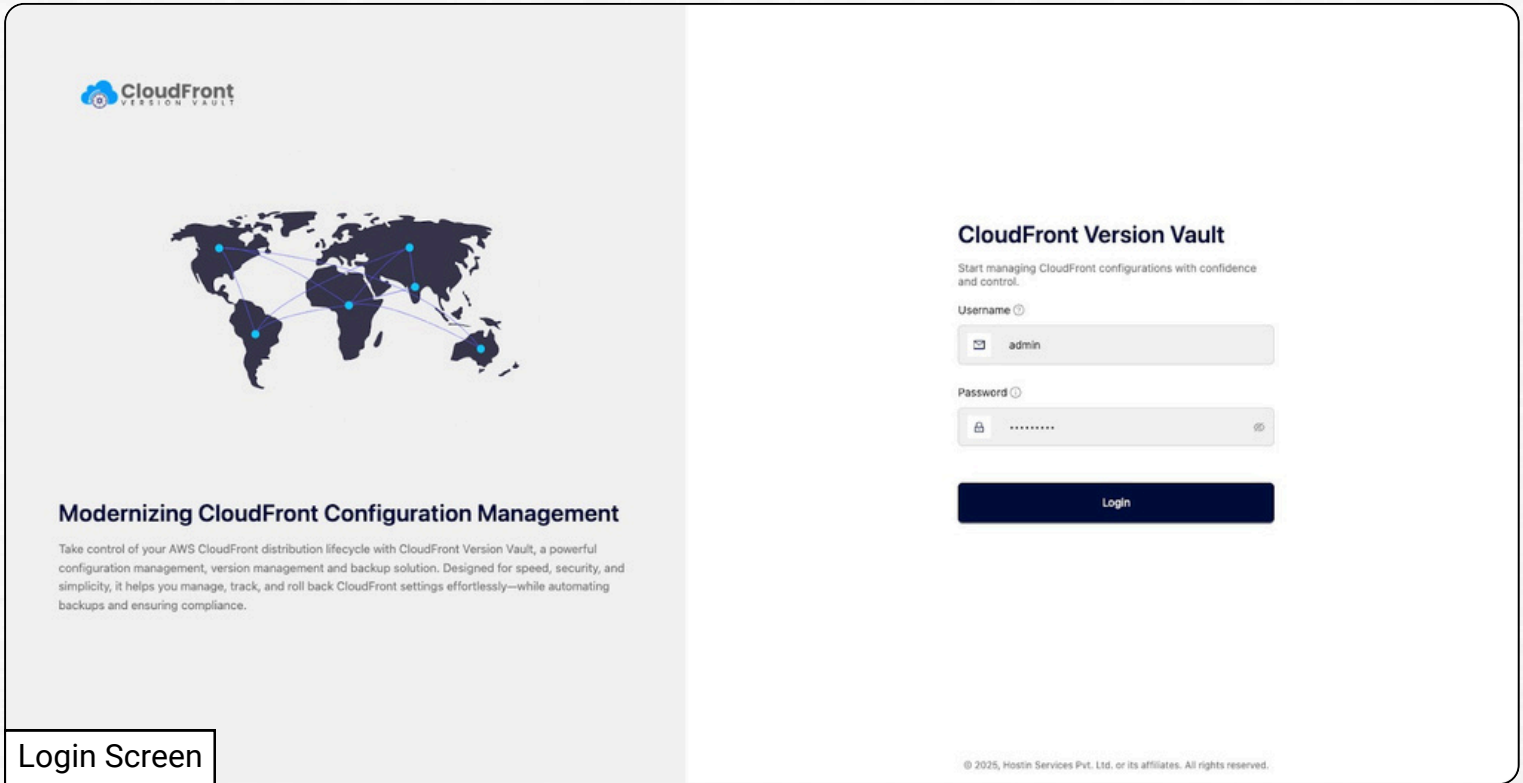 CloudFront
VERSION VAULT
Modernizing CloudFront Configuration Management
Take control of your AWS CloudFront distribution lifecycle with CloudFront Version Vault, a powerful
configuration management, version management and backup solution. Designed for speed, security, and
simplicity, it helps you manage, track, and roll back CloudFront settings effortlessly—while automating
backups and ensuring compliance.
Login Screen
CloudFront Version Vault
Start managing CloudFront configurations with confidence
and control.
Username
admin
Password
•••••••••
Login
© 2025, Hostin Services Pvt. Ltd. or its affiliates. All rights reserved.